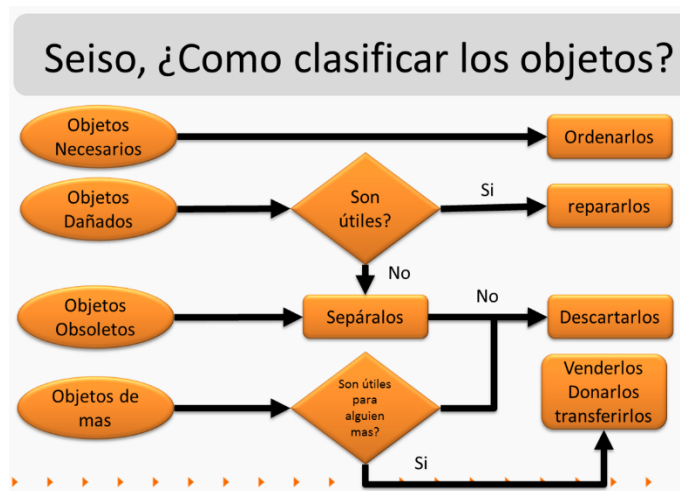 Seiso, ¿Como clasificar los objetos?
Objetos
Necesarios
Ordenarlos
Objetos
Dañados
Son
útiles?
Si
repararlos
No
Objetos
Obsoletos
Sepáralos
No
Descartarlos
Objetos de
mas
Son útiles
para
alguien
mas?
Venderlos
Donarlos
transferirlos
Si